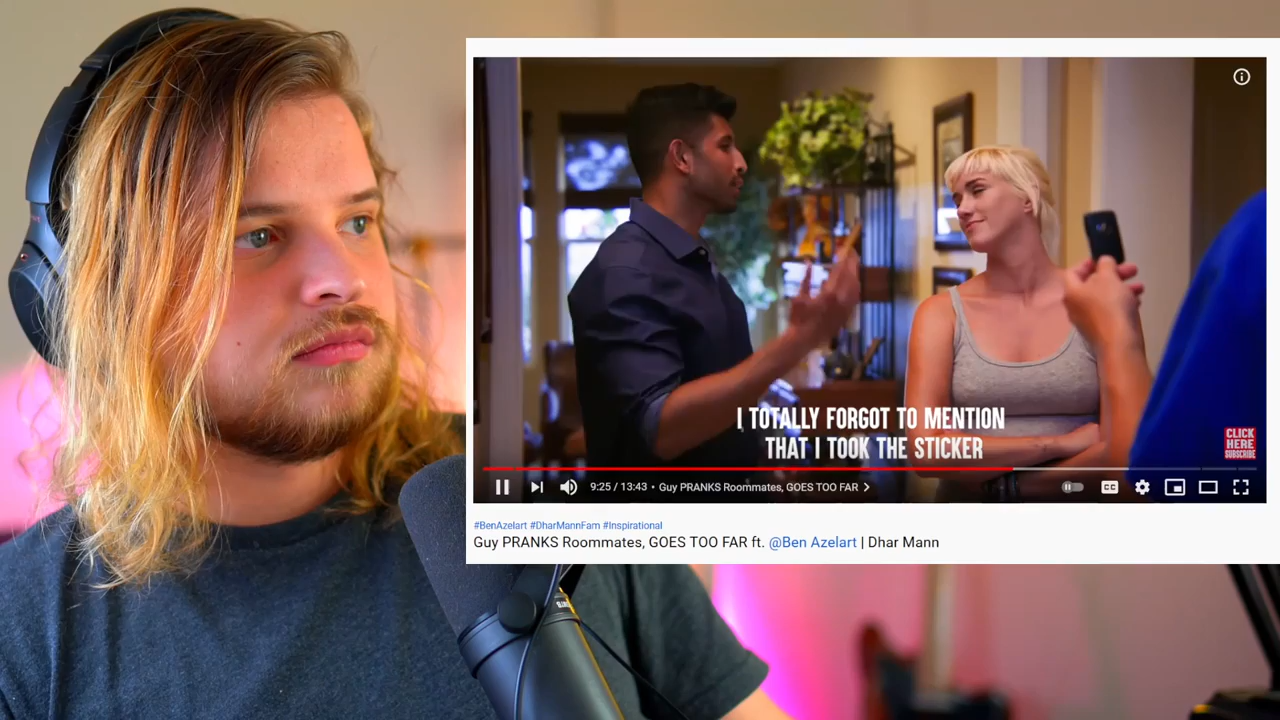 I TOTALLY FORGOT TO MENTION
THAT I TOOK THE STICKER
CLICK
HERE
SUBSCRIBE
9:25 / 13:43 • Guy PRANKS Roommates, GOES TOO FAR >
CC
#BenAzelart #DharMannFam #Inspirational
Guy PRANKS Roommates, GOES TOO FAR ft. @Ben Azelart | Dhar Mann